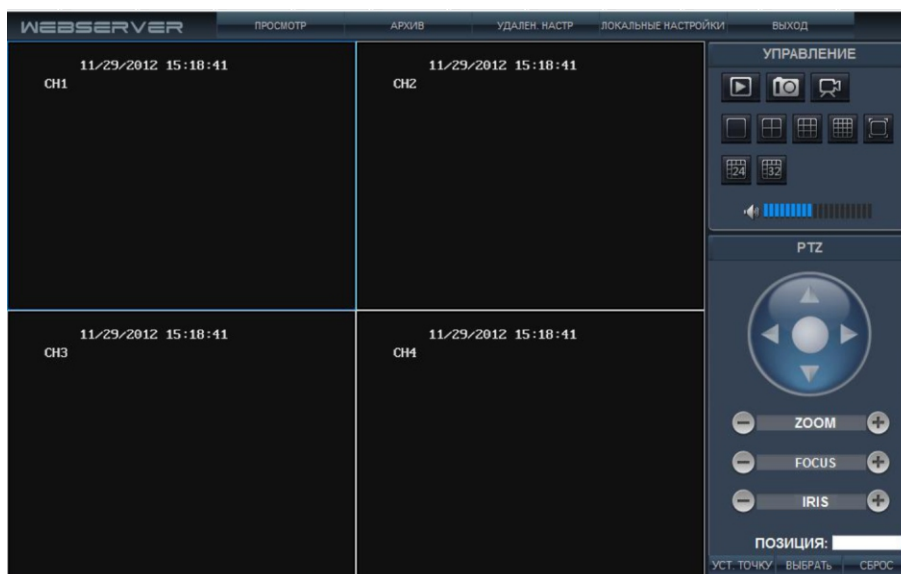 WEBSERVER ПРОСМОТР АРХИВ УДАЛЕН. НАСТР ЛОКАЛЬНЫЕ НАСТРОЙКИ ВЫХОД
11/29/2012 15:18:41
CH1
11/29/2012 15:18:41
CH2
11/29/2012 15:18:41
CH3
11/29/2012 15:18:41
CH4
УПРАВЛЕНИЕ
24 32
PTZ
ZOOM
FOCUS
IRIS
ПОЗИЦИЯ:
УСТ. ТОЧКУ ВЫБРАТЬ СБРОС